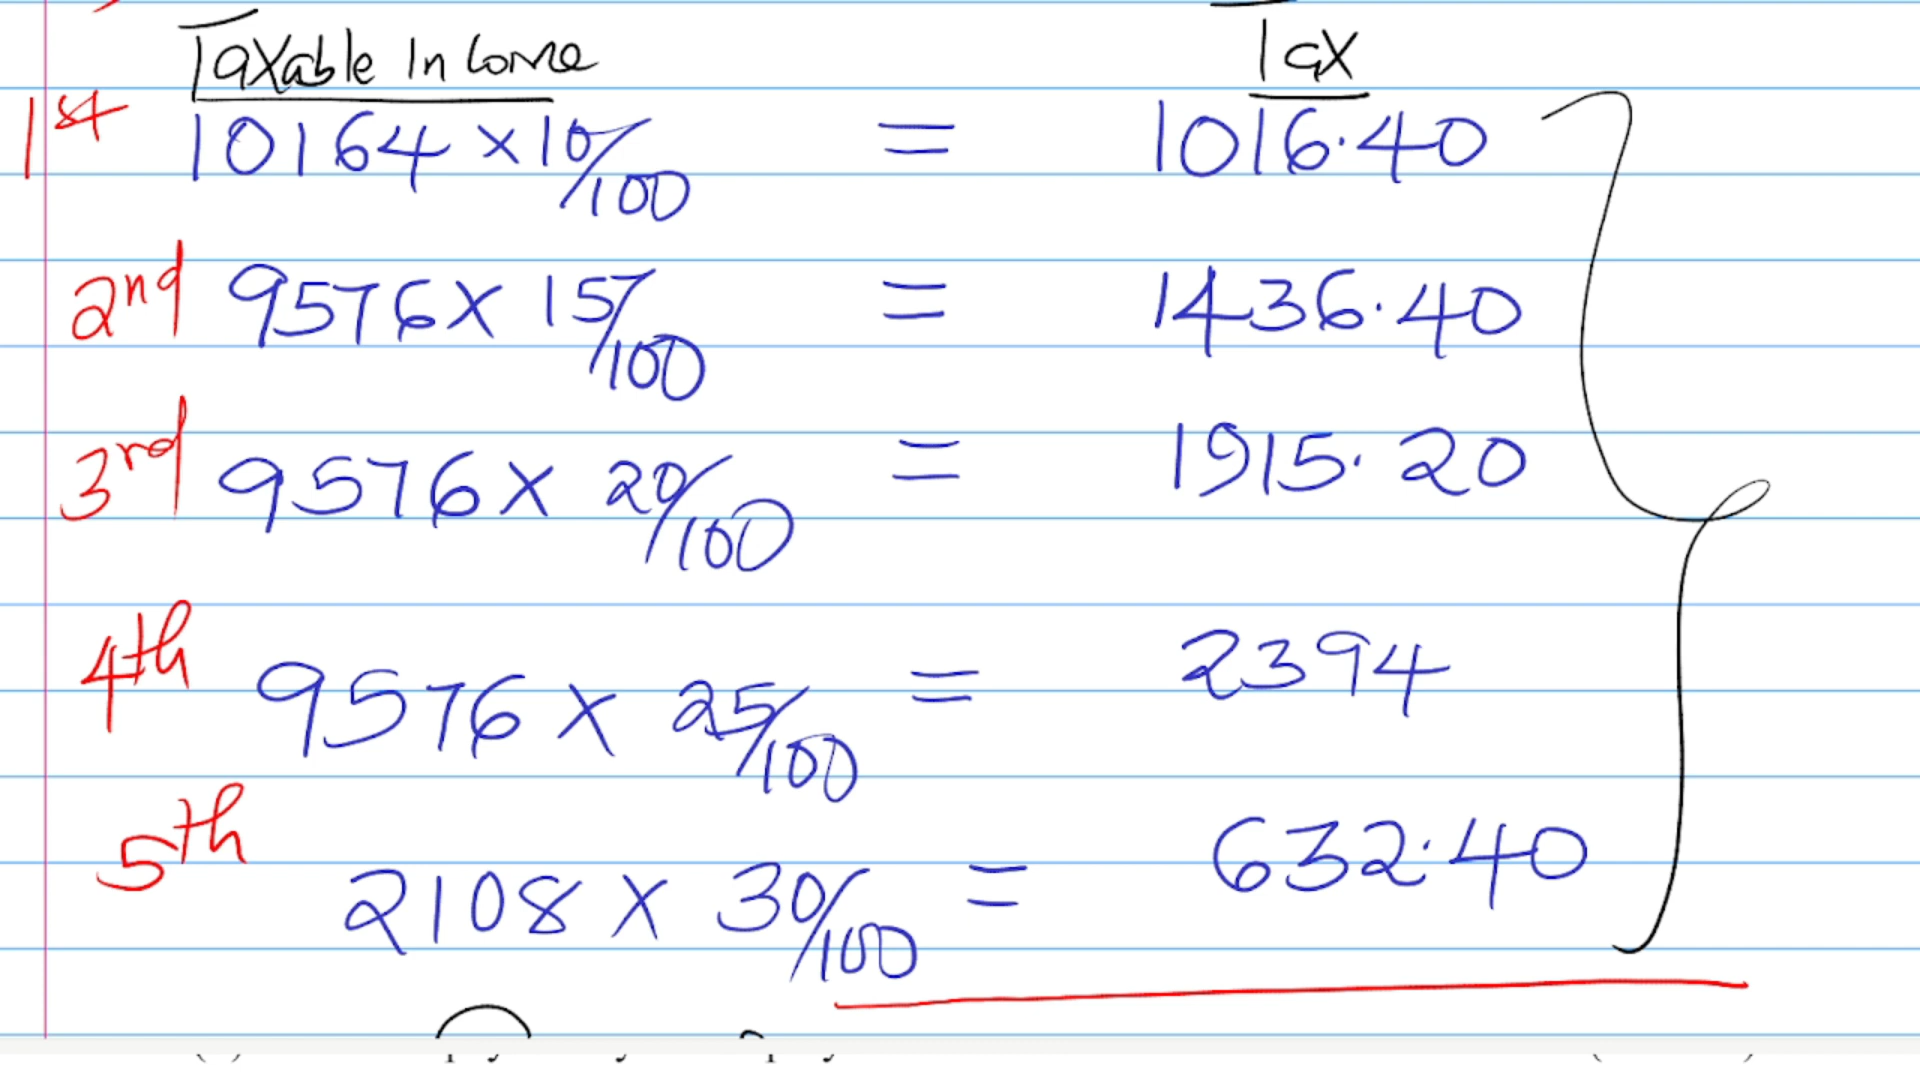 Taxable Income Tax
1st 10164 x 10/100 = 1016.40
2nd 9576 x 15/100 = 1436.40
3rd 9576 x 20/100 = 1915.20
4th 9576 x 25/100 = 2394
5th 2108 x 30/100 = 632.40